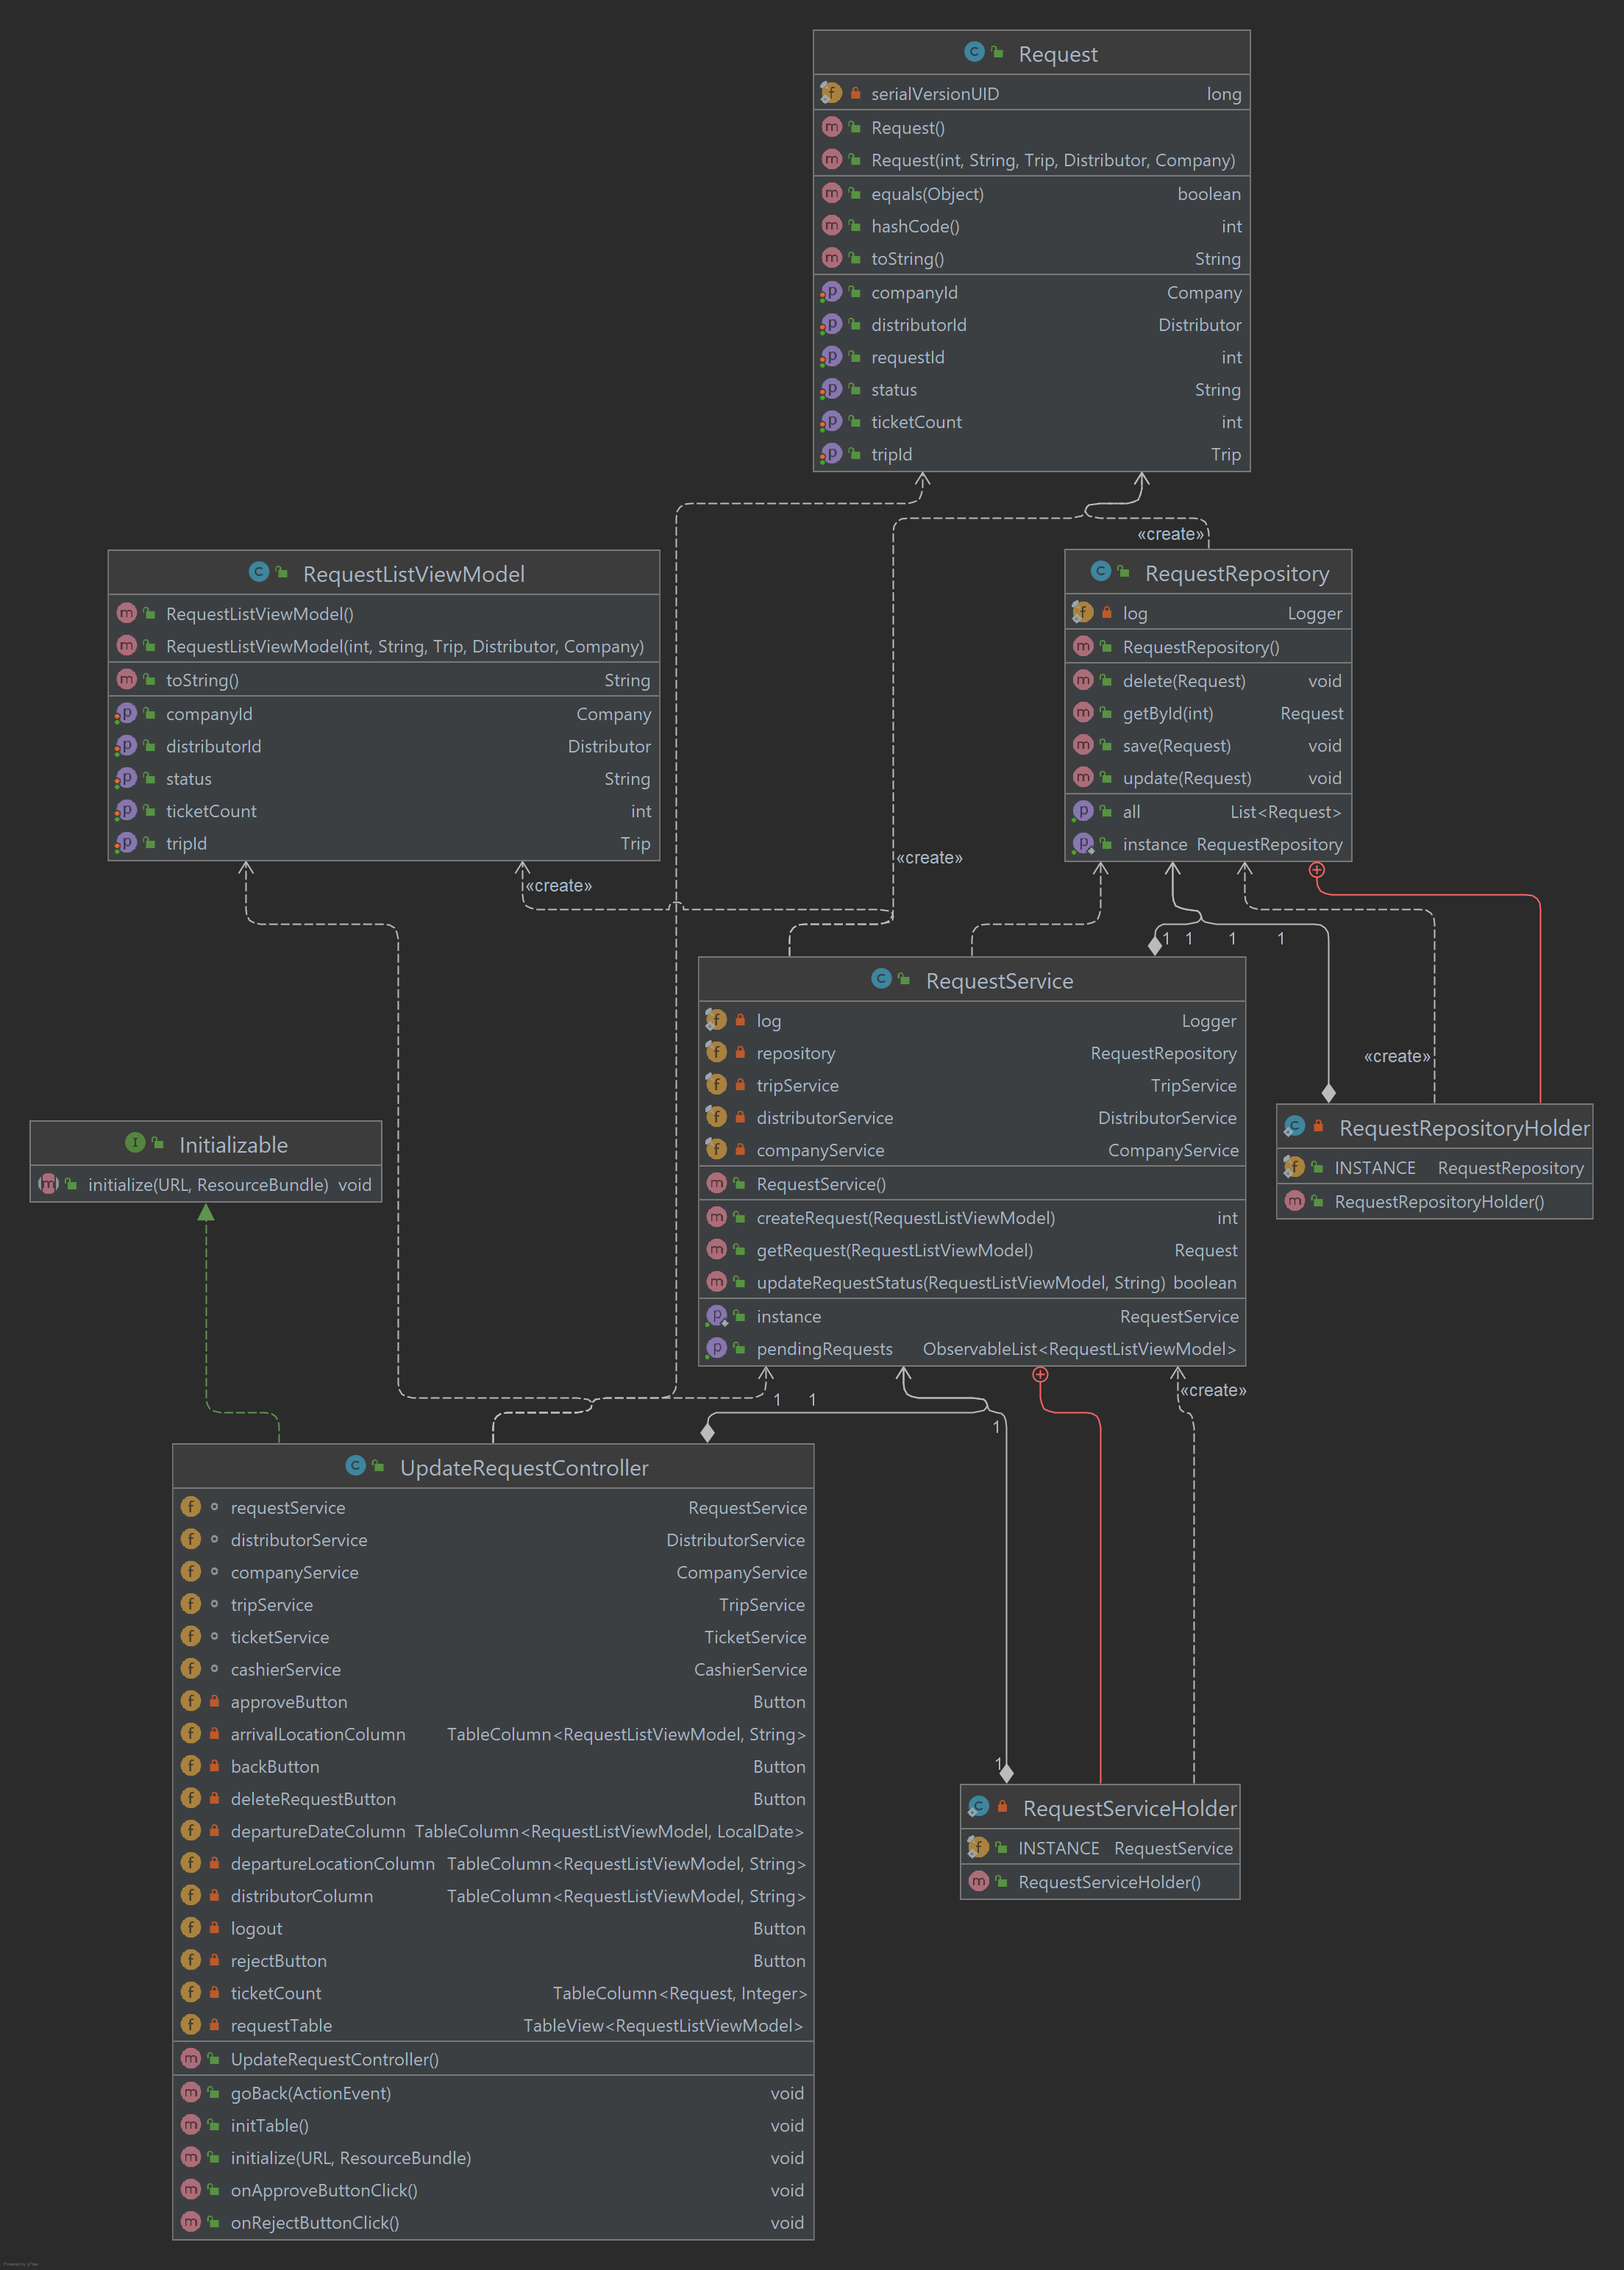 Request
serialVersionUID long
Request()
Request(int, String, Trip, Distributor, Company)
equals(Object) boolean
hashCode() int
toString() String
companyId Company
distributorId Distributor
requestId int
status String
ticketCount int
tripId Trip
«create»
RequestListViewModel
RequestListViewModel()
RequestListViewModel(int, String, Trip, Distributor, Company)
toString() String
companyId Company
distributorId Distributor
status String
ticketCount int
tripId Trip
RequestRepository
log Logger
RequestRepository()
delete(Request) void
getById(int) Request
save(Request) void
update(Request) void
all List<Request>
instance RequestRepository
«create»
«create»
1 1 1 1
RequestService
log Logger
repository RequestRepository
tripService TripService
distributorService DistributorService
companyService CompanyService
RequestService()
createRequest(RequestListViewModel) int
getRequest(RequestListViewModel) Request
updateRequestStatus(RequestListViewModel, String) boolean
instance RequestService
pendingRequests ObservableList<RequestListViewModel>
«create»
RequestRepositoryHolder
INSTANCE RequestRepository
RequestRepositoryHolder()
Initializable
initialize(URL, ResourceBundle) void
«create»
1 1
1
UpdateRequestController
requestService RequestService
distributorService DistributorService
companyService CompanyService
tripService TripService
ticketService TicketService
cashierService CashierService
approveButton Button
arrivalLocationColumn TableColumn<RequestListViewModel, String>
backButton Button
deleteRequestButton Button
departureDateColumn TableColumn<RequestListViewModel, LocalDate>
departureLocationColumn TableColumn<RequestListViewModel, String>
distributorColumn TableColumn<RequestListViewModel, String>
logout Button
rejectButton Button
ticketCount TableColumn<Request, Integer>
requestTable TableView<RequestListViewModel>
UpdateRequestController()
goBack(ActionEvent) void
initTable() void
initialize(URL, ResourceBundle) void
onApproveButtonClick() void
onRejectButtonClick() void
1
RequestServiceHolder
INSTANCE RequestService
RequestServiceHolder()